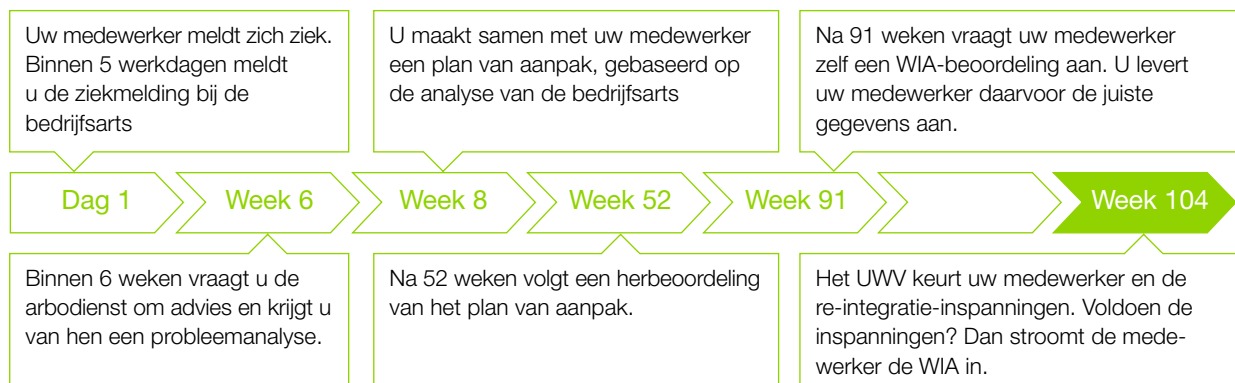 Uw medewerker meldt zich ziek.
Binnen 5 werkdagen meldt
u de ziekmelding bij de
bedrijfsarts
U maakt samen met uw medewerker
een plan van aanpak, gebaseerd op
de analyse van de bedrijfsarts
Na 91 weken vraagt uw medewerker
zelf een WIA-beoordeling aan. U levert
uw medewerker daarvoor de juiste
gegevens aan.
Dag 1
Week 6
Week 8
Week 52
Week 91
Week 104
Binnen 6 weken vraagt u de
arbodienst om advies en krijgt u
van hen een probleemanalyse.
Na 52 weken volgt een herbeoordeling
van het plan van aanpak.
Het UWV keurt uw medewerker en de
re-integratie-inspanningen. Voldoen de
inspanningen? Dan stroomt de mede-
werker de WIA in.